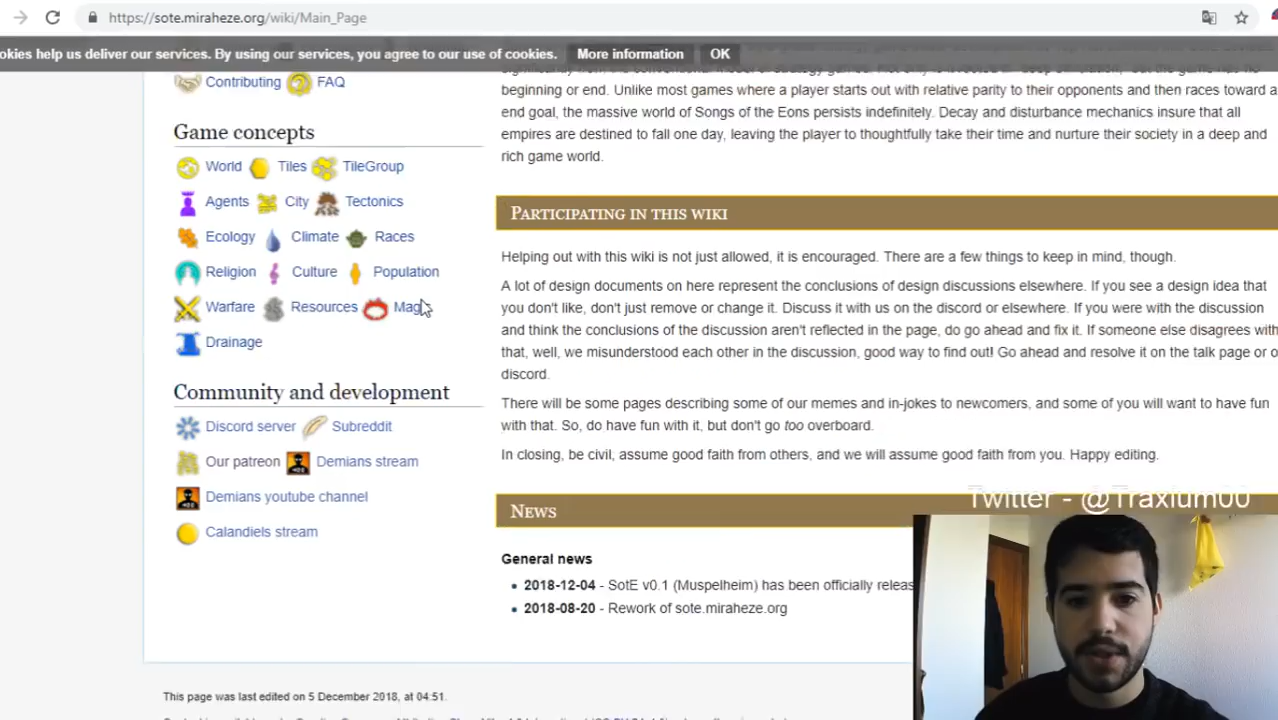 https://sote.miraheze.org/wiki/Main_Page
okies help us deliver our services. By using our services, you agree to our use of cookies. More information OK
Contributing FAQ
Game concepts
World Tiles TileGroup
Agents City Tectonics
Ecology Climate Races
Religion Culture Population
Warfare Resources Mag
Drainage
Community and development
Discord server Subreddit
Our patreon Demians stream
Demians youtube channel
Calandiels stream
beginning or end. Unlike most games where a player starts out with relative parity to their opponents and then races toward a
end goal, the massive world of Songs of the Eons persists indefinitely. Decay and disturbance mechanics insure that all
empires are destined to fall one day, leaving the player to thoughtfully take their time and nurture their society in a deep and
rich game world.
Participating in this wiki
Helping out with this wiki is not just allowed, it is encouraged. There are a few things to keep in mind, though.
A lot of design documents on here represent the conclusions of design discussions elsewhere. If you see a design idea that
you don't like, don't just remove or change it. Discuss it with us on the discord or elsewhere. If you were with the discussion
and think the conclusions of the discussion aren't reflected in the page, do go ahead and fix it. If someone else disagrees with
that, well, we misunderstood each other in the discussion, good way to find out! Go ahead and resolve it on the talk page or o
discord.
There will be some pages describing some of our memes and in-jokes to newcomers, and some of you will want to have fun
with that. So, do have fun with it, but don't go too overboard.
In closing, be civil, assume good faith from others, and we will assume good faith from you. Happy editing.
Twitter - @Traxium00
News
General news
2018-12-04 - SotE v0.1 (Muspelheim) has been officially releas
2018-08-20 - Rework of sote.miraheze.org
This page was last edited on 5 December 2018, at 04:51.